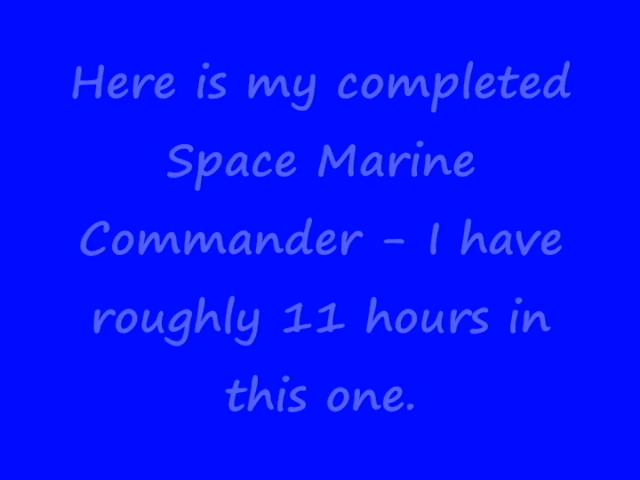 Here is my completed
Space Marine
Commander - I have
roughly 11 hours in
this one.